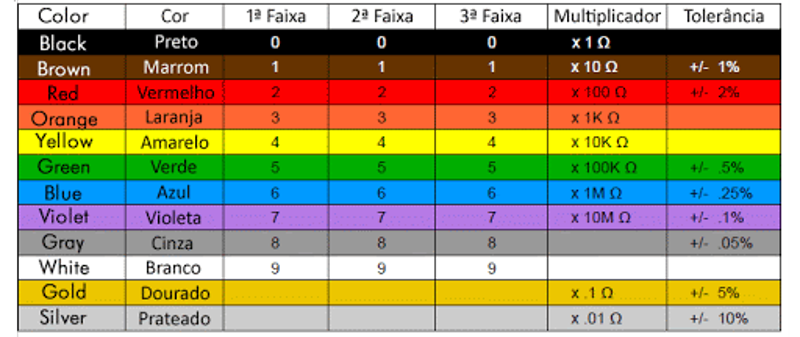 Color Cor 1ª Faixa 2ª Faixa 3ª Faixa Multiplicador Tolerância
Black Preto 0 0 0 x 1 Ω
Brown Marrom 1 1 1 x 10 Ω +/- 1%
Red Vermelho 2 2 2 x 100 Ω +/- 2%
Orange Laranja 3 3 3 x 1K Ω
Yellow Amarelo 4 4 4 x 10K Ω
Green Verde 5 5 5 x 100K Ω +/- .5%
Blue Azul 6 6 6 x 1M Ω +/- .25%
Violet Violeta 7 7 7 x 10M Ω +/- .1%
Gray Cinza 8 8 8 +/- .05%
White Branco 9 9 9
Gold Dourado x .1 Ω +/- 5%
Silver Prateado x .01 Ω +/- 10%